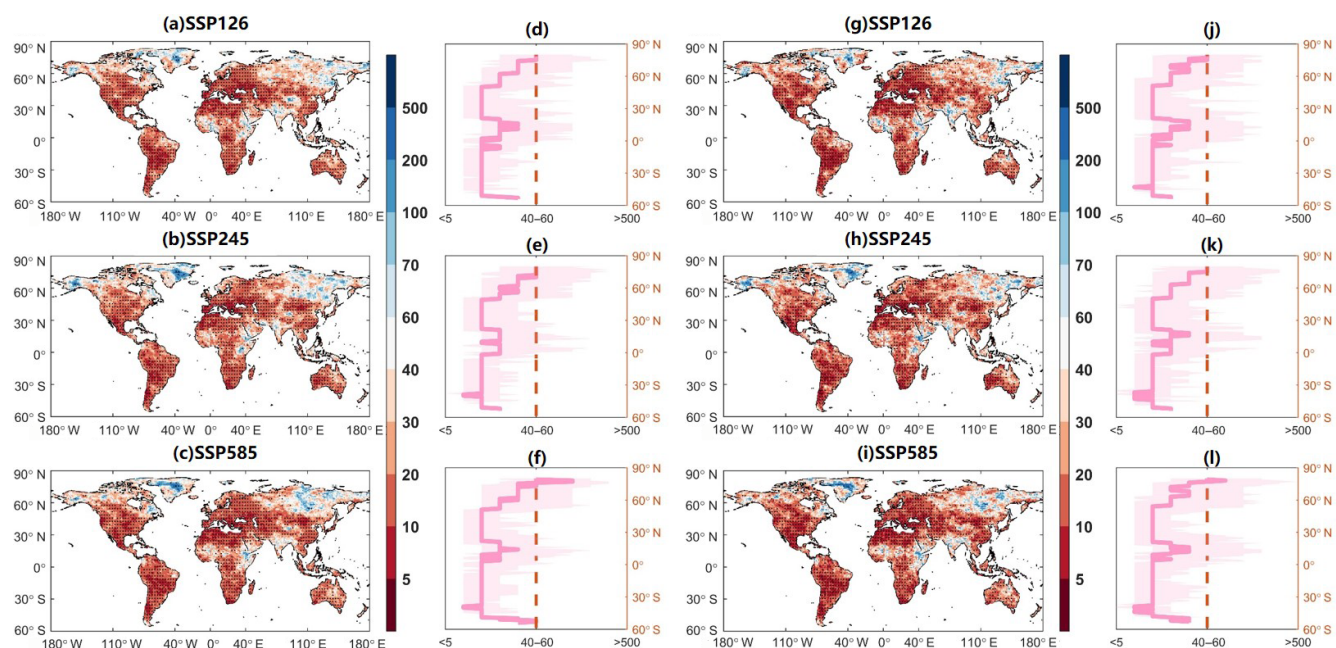 (a)SSP126
(d)
(g)SSP126
(j)
90° N
60° N
30° N
0°
30° S
60° S
180° W
110° W
40° W
0°
40° E
110° E
180° E
500
200
100
70
60
40
30
20
10
5
<5
40–60
>500
90° N
60° N
30° N
0°
30° S
60° S
90° N
60° N
30° N
0°
30° S
60° S
180° W
110° W
40° W
0°
40° E
110° E
180° E
500
200
100
70
60
40
30
20
10
5
<5
40–60
>500
90° N
60° N
30° N
0°
30° S
60° S
(b)SSP245
(e)
(h)SSP245
(k)
90° N
60° N
30° N
0°
30° S
60° S
180° W
110° W
40° W
0°
40° E
110° E
180° E
<5
40–60
>500
90° N
60° N
30° N
0°
30° S
60° S
90° N
60° N
30° N
0°
30° S
60° S
180° W
110° W
40° W
0°
40° E
110° E
180° E
<5
40–60
>500
90° N
60° N
30° N
0°
30° S
60° S
(c)SSP585
(f)
(i)SSP585
(l)
90° N
60° N
30° N
0°
30° S
60° S
180° W
110° W
40° W
0°
40° E
110° E
180° E
<5
40–60
>500
90° N
60° N
30° N
0°
30° S
60° S
90° N
60° N
30° N
0°
30° S
60° S
180° W
110° W
40° W
0°
40° E
110° E
180° E
<5
40–60
>500
90° N
60° N
30° N
0°
30° S
60° S